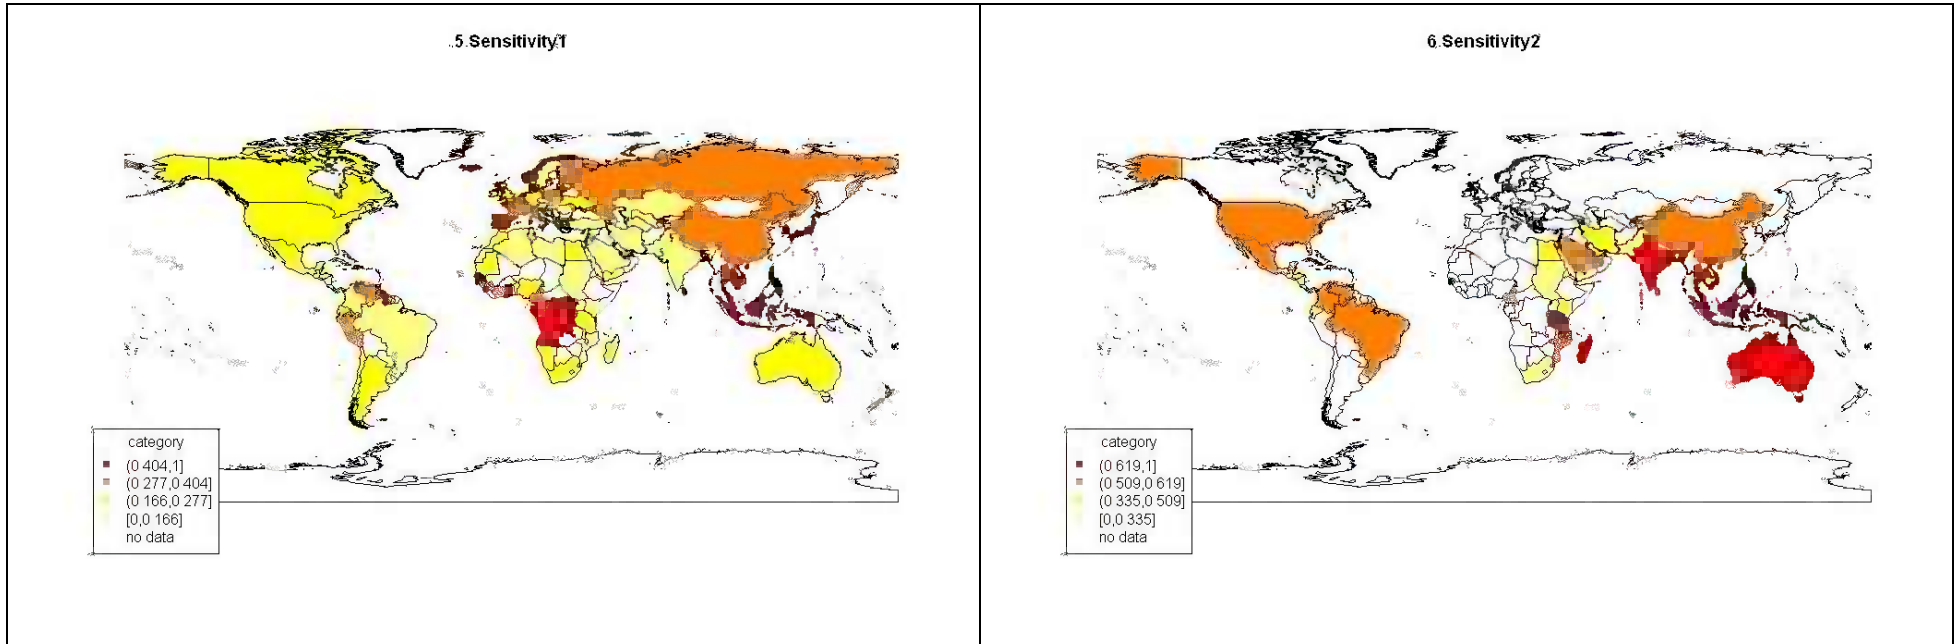 5.Sensitivity1
category
(0 404,1]
(0 277,0 404]
(0 166,0 277]
[0,0 166]
no data
6.Sensitivity2
category
(0 619,1]
(0 509,0 619]
(0 335,0 509]
[0,0 335]
no data